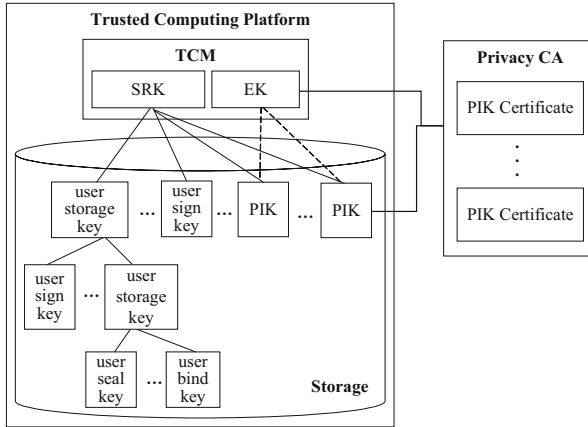 Trusted Computing Platform
TCM
SRK
EK
Privacy CA
PIK Certificate
.
.
.
PIK Certificate
user
storage
key
...
user
sign
key
...
PIK
...
PIK
user
sign
key
...
user
storage
key
user
seal
key
...
user
bind
key
Storage